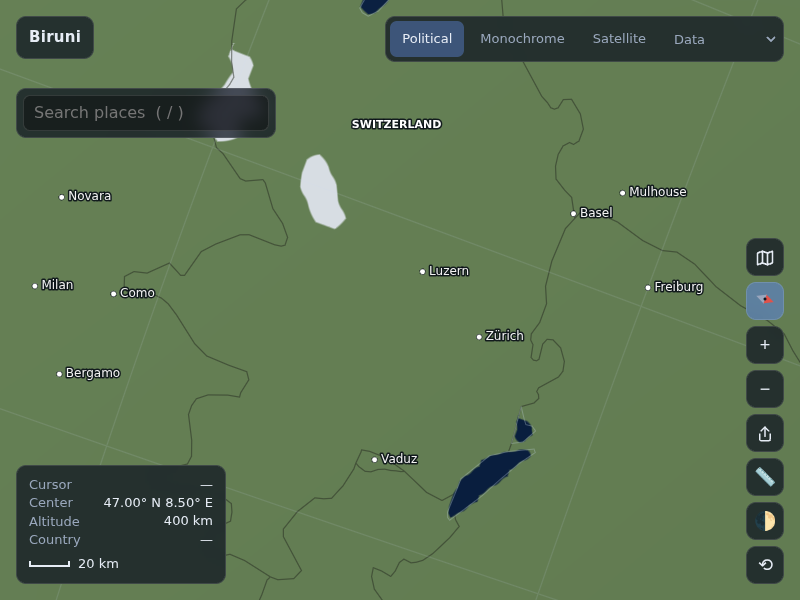 Biruni
Political Monochrome Satellite Data
Search places ( / )
SWITZERLAND
Novara
Mulhouse
Basel
Luzern
Milan
Como
Freiburg
Zürich
Bergamo
Vaduz
+
−
Cursor —
Center 47.00° N 8.50° E
Altitude 400 km
Country —
20 km